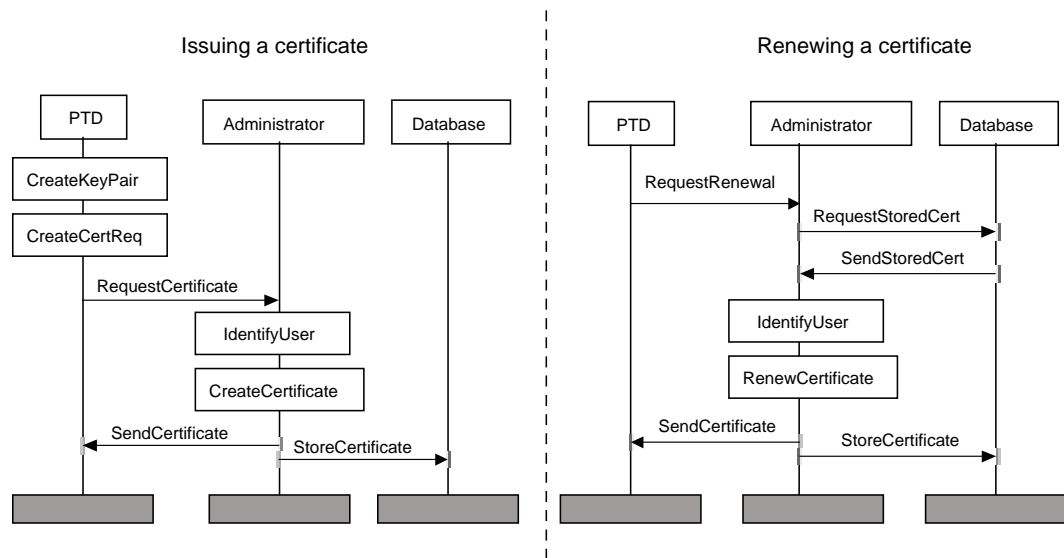 Issuing a certificate
PTD
Administrator
Database
CreateKeyPair
CreateCertReq
RequestCertificate
IdentifyUser
CreateCertificate
SendCertificate
StoreCertificate
Renewing a certificate
PTD
Administrator
Database
RequestRenewal
RequestStoredCert
SendStoredCert
IdentifyUser
RenewCertificate
SendCertificate
StoreCertificate